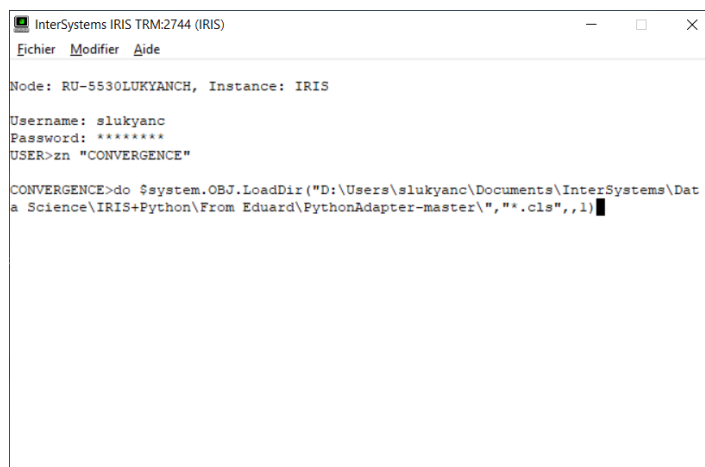 InterSystems IRIS TRM:2744 (IRIS)
Fichier Modifier Aide
Node: RU-5530LUKYANCH, Instance: IRIS
Username: slukyanc
Password: ********
USER>zn "CONVERGENCE"
CONVERGENCE>do $system.OBJ.LoadDir("D:\Users\slukyanc\Documents\InterSystems\Dat
a Science\IRIS+Python\From Eduard\PythonAdapter-master\","*.cls",,1)